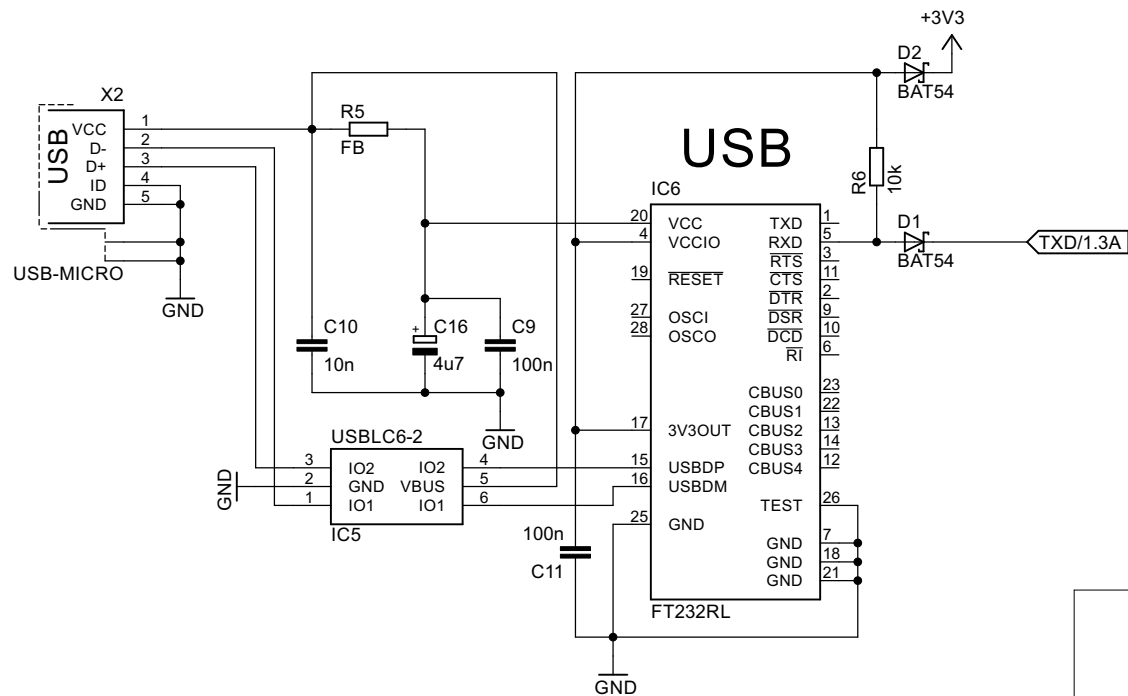 +3V3
D2
BAT54
X2
USB
VCC 1
D- 2
D+ 3
ID 4
GND 5
USB-MICRO
GND
R5
FB
USB
R6
10k
IC6
20 VCC TXD 1
4 VCCIO RXD 5
RTS 3
19 RESET CTS 11
DTR 2
27 OSCI DSR 9
28 OSCO DCD 10
RI 6
D1
BAT54
TXD/1.3A
C10
10n
+
C16
4u7
C9
100n
GND
CBUS0 23
CBUS1 22
17 3V3OUT CBUS2 13
CBUS3 14
15 USBDP CBUS4 12
16 USBDM
TEST 26
25 GND
GND 7
GND 18
GND 21
FT232RL
USBLC6-2
3 IO2 IO2 4
GND 2 GND VBUS 5
1 IO1 IO1 6
IC5
100n
C11
GND